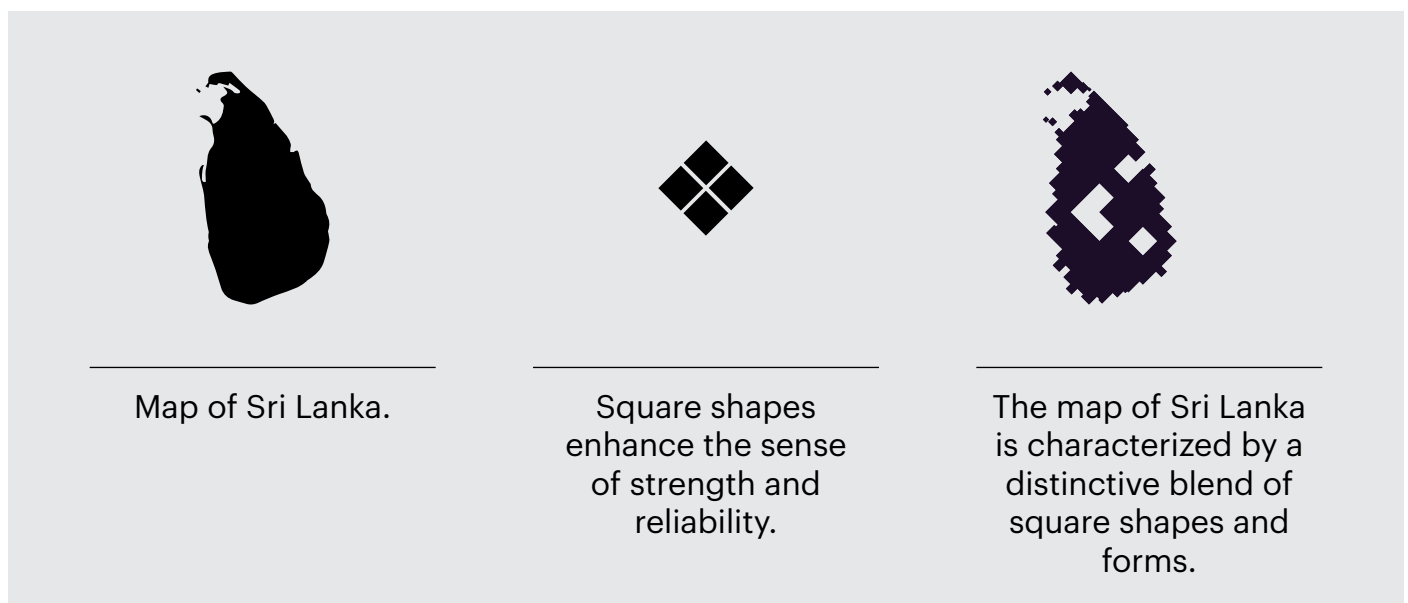 Map of Sri Lanka.
Square shapes
enhance the sense
of strength and
reliability.
The map of Sri Lanka
is characterized by a
distinctive blend of
square shapes and
forms.